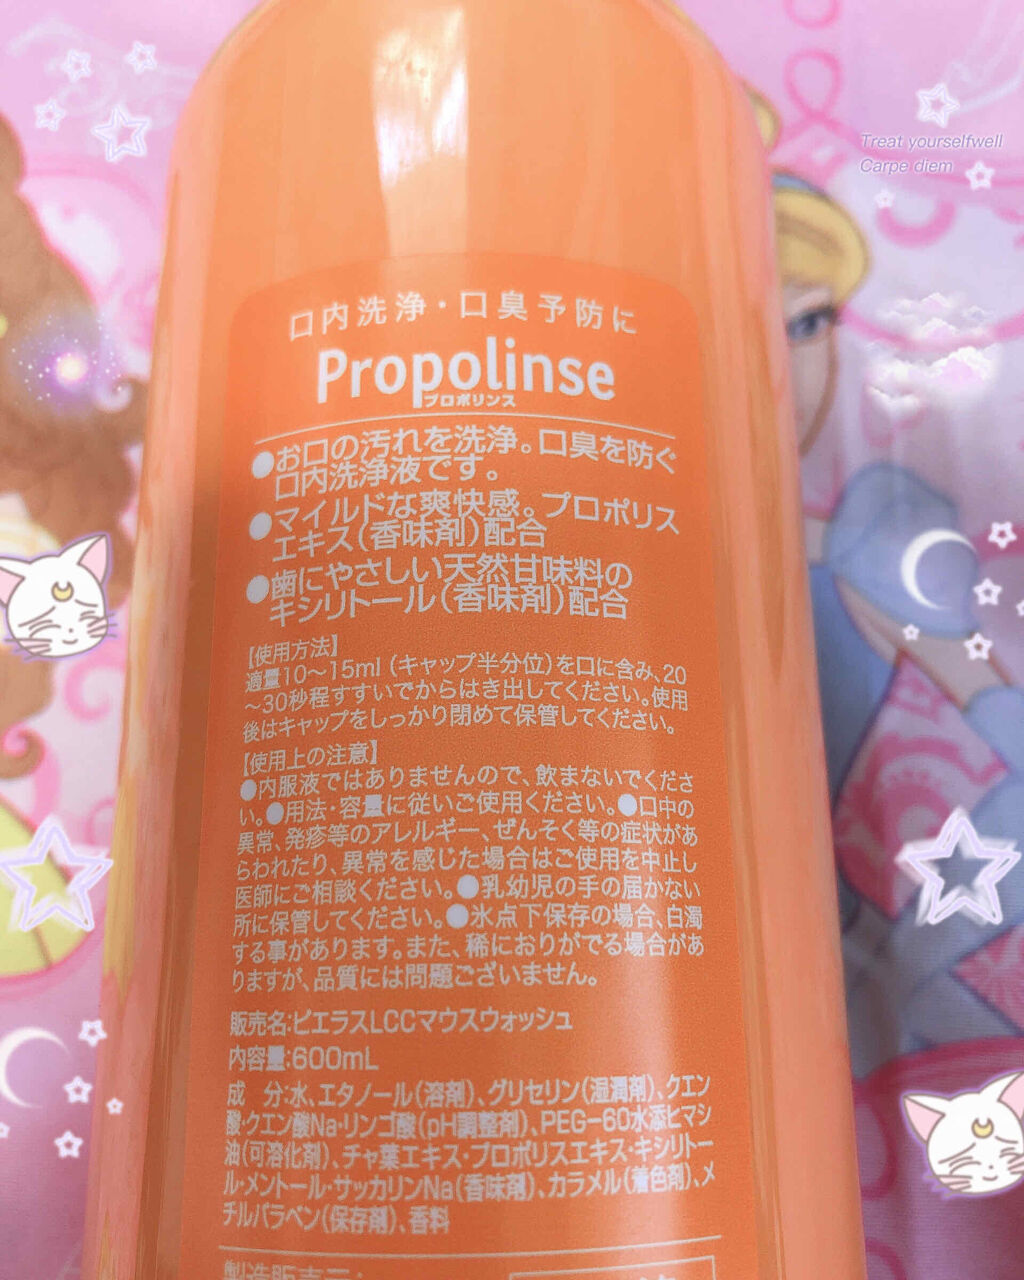 Treat yourselfwell
Carpe diem
口内洗浄・口臭予防に
Propolinse
プロポリンス
●お口の汚れを洗浄。口臭を防ぐ
口内洗浄液です。
●マイルドな爽快感。プロポリス
エキス(香味剤)配合
●歯にやさしい天然甘味料の
キシリトール(香味剤)配合
【使用方法】
適量10〜15ml(キャップ半分位)を口に含み、20
〜30秒程すすいでからはき出してください。使用
後はキャップをしっかり閉めて保管してください。
【使用上の注意】
●内服液ではありませんので、飲まないでくださ
い。●用法・容量に従いご使用ください。●口中の
異常、発疹等のアレルギー、ぜんそく等の症状があ
らわれたり、異常を感じた場合はご使用を中止し
医師にご相談ください。●乳幼児の手の届かない
所に保管してください。●氷点下保存の場合、白濁
する事があります。また、稀におりがでる場合があ
りますが、品質には問題ございません。
販売名:ピエラスLCCマウスウォッシュ
内容量:600mL
成 分:水、エタノール(溶剤)、グリセリン(湿潤剤)、クエン
酸・クエン酸Na・リンゴ酸(pH調整剤)、PEG-60水添ヒマシ
油(可溶化剤)、チャ葉エキス・プロポリスエキス・キシリトー
ル・メントール・サッカリンNa(香味剤)、カラメル(着色剤)、メ
チルパラベン(保存剤)、香料
製造販売元: